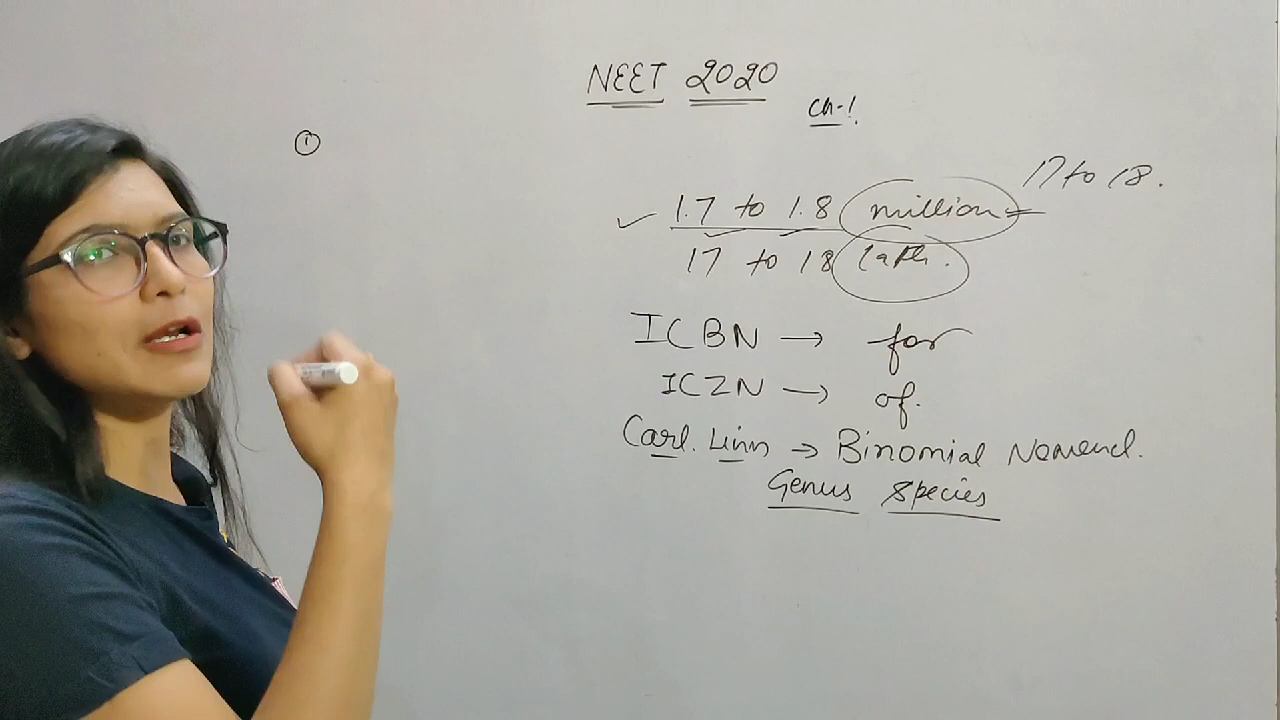 NEET 2020
Ch-1.
①
17 to 18.
1.7 to 1.8 million
17 to 18 lakh.
ICBN → for
ICZN → of.
Carl. Linn → Binomial Nomencl.
Genus Species